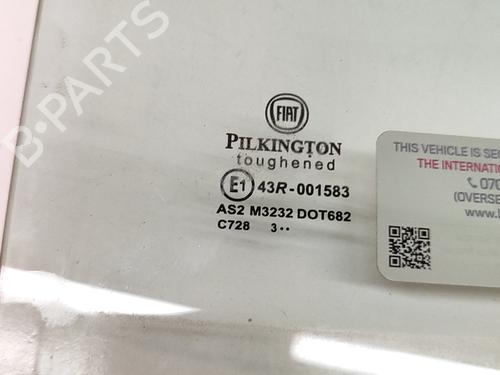 B-PARTS
FIAT
PILKINGTON
toughened
E1 43R-001583
AS2 M3232 DOT682
C728 3••
THIS VEHICLE IS SE
THE INTERNATION
070
(OVERSE
www.